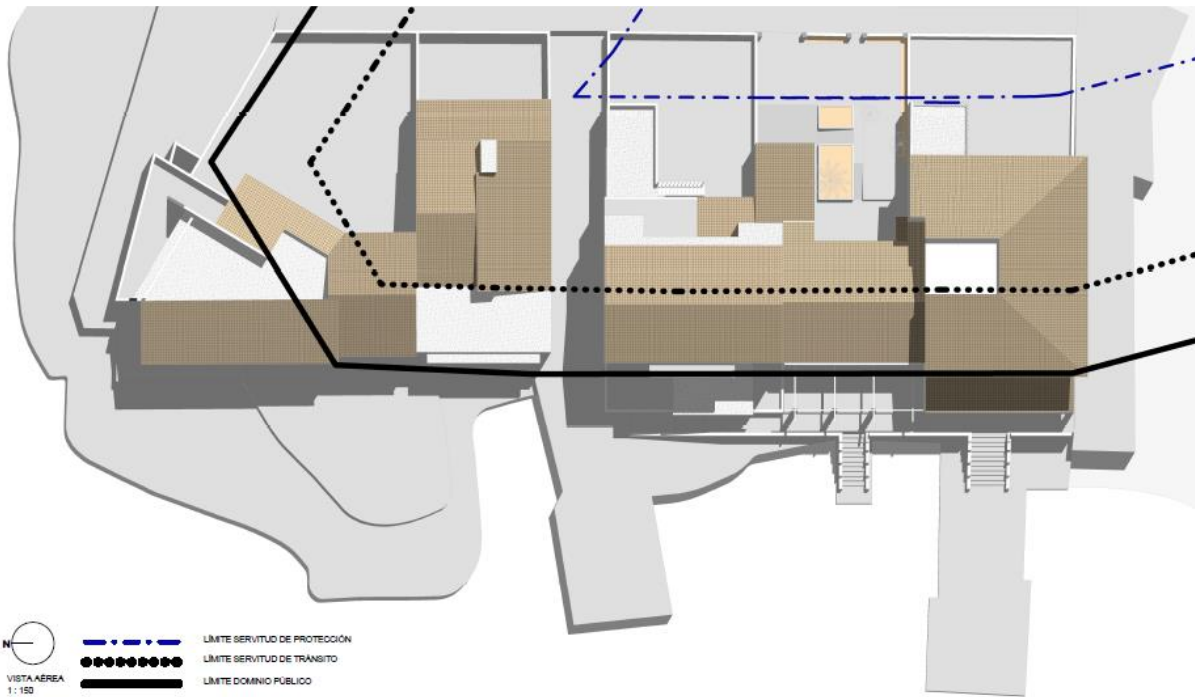 N
VISTA AÉREA
1 : 150
LÍMITE SERVITUD DE PROTECCIÓN
LÍMITE SERVITUD DE TRÁNSITO
LÍMITE DOMINIO PÚBLICO